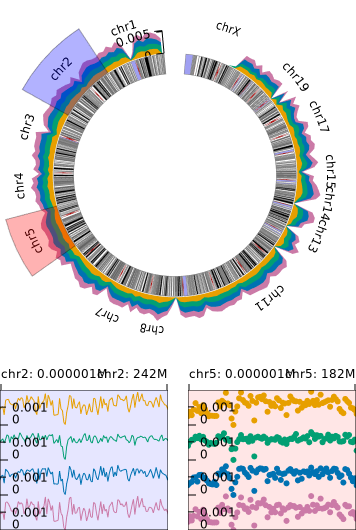 chr1
0.005
0
chrX
chr2
chr19
chr17
chr3
chr15
chr4
chr14
chr13
chr5
chr11
chr7
chr8
chr2: 0.000001M
chr2: 242M
chr5: 0.000001M
chr5: 182M
0.001
0
0.001
0
0.001
0
0.001
0
0.001
0
0.001
0
0.001
0
0.001
0